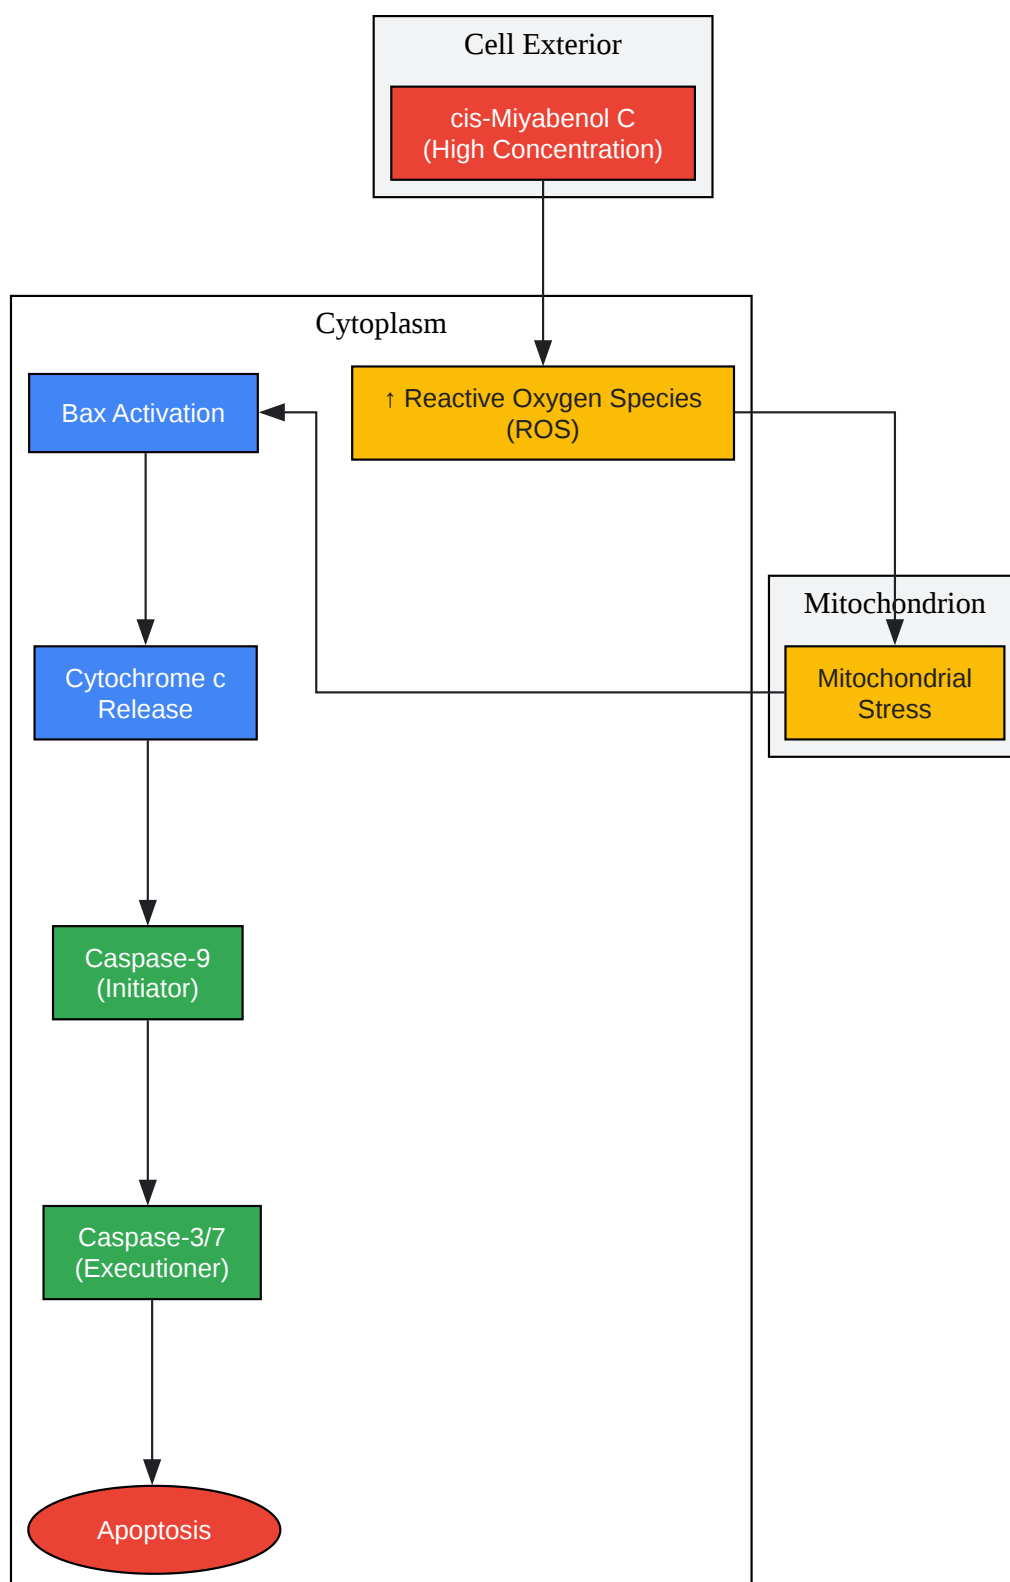 Cell Exterior
cis-Miyabenol C
(High Concentration)
Cytoplasm
Bax Activation
↑ Reactive Oxygen Species
(ROS)
Mitochondrion
Mitochondrial
Stress
Cytochrome c
Release
Caspase-9
(Initiator)
Caspase-3/7
(Executioner)
Apoptosis